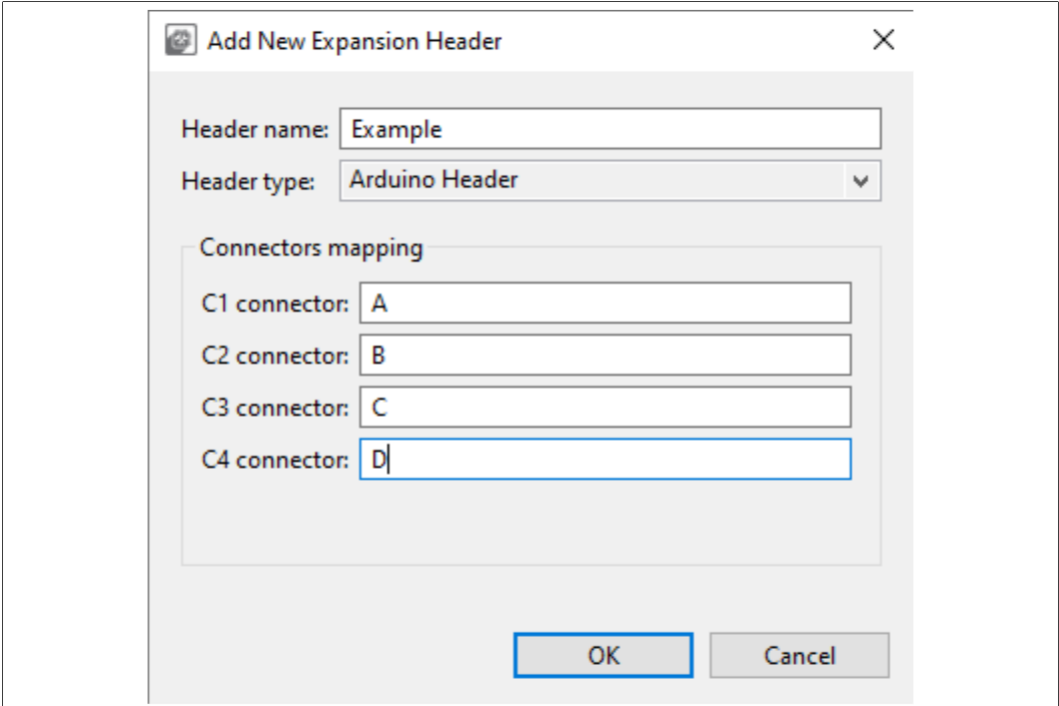 Add New Expansion Header
Header name: Example
Header type: Arduino Header
Connectors mapping
C1 connector: A
C2 connector: B
C3 connector: C
C4 connector: D
OK Cancel